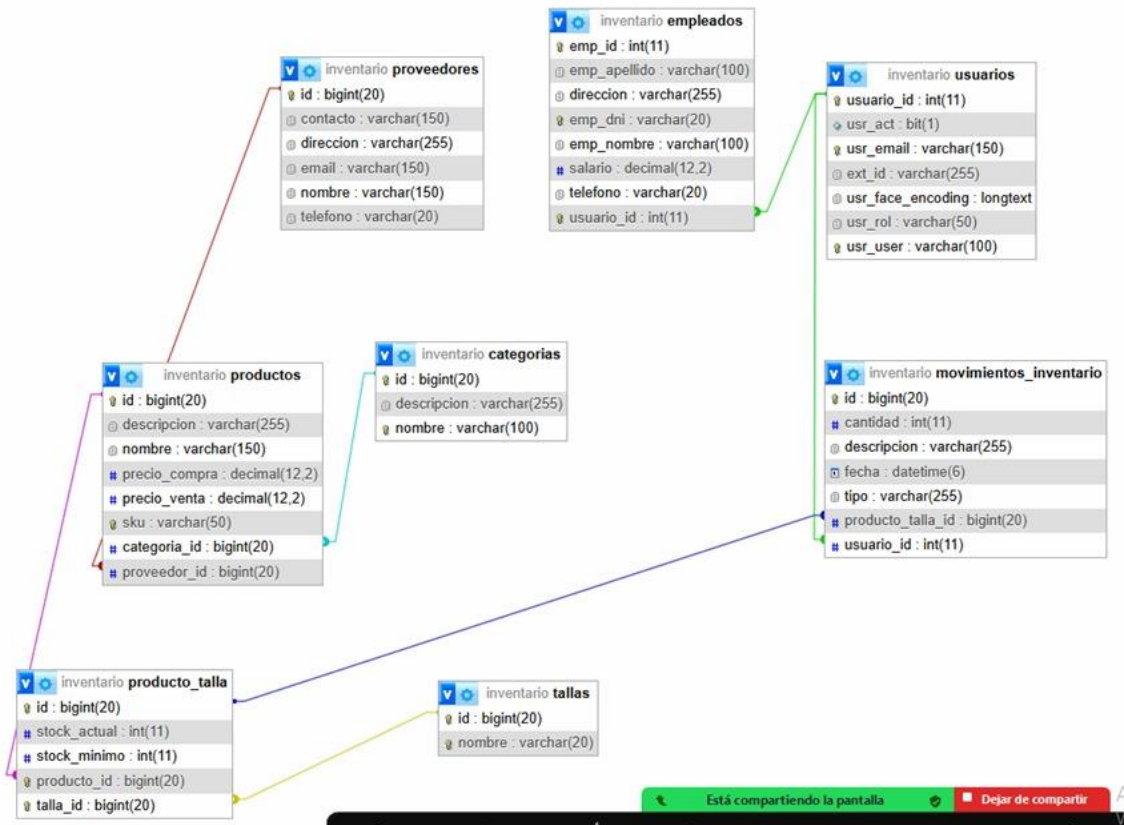 inventario empleados
emp_id : int(11)
emp_apellido : varchar(100)
direccion : varchar(255)
emp_dni : varchar(20)
emp_nombre : varchar(100)
salario : decimal(12,2)
telefono : varchar(20)
usuario_id : int(11)
inventario proveedores
id : bigint(20)
contacto : varchar(150)
direccion : varchar(255)
email : varchar(150)
nombre : varchar(150)
telefono : varchar(20)
inventario usuarios
usuario_id : int(11)
usr_act : bit(1)
usr_email : varchar(150)
ext_id : varchar(255)
usr_face_encoding : longtext
usr_rol : varchar(50)
usr_user : varchar(100)
inventario categorias
id : bigint(20)
descripcion : varchar(255)
nombre : varchar(100)
inventario productos
id : bigint(20)
descripcion : varchar(255)
nombre : varchar(150)
precio_compra : decimal(12,2)
precio_venta : decimal(12,2)
sku : varchar(50)
categoria_id : bigint(20)
proveedor_id : bigint(20)
inventario movimientos_inventario
id : bigint(20)
cantidad : int(11)
descripcion : varchar(255)
fecha : datetime(6)
tipo : varchar(255)
producto_talla_id : bigint(20)
usuario_id : int(11)
inventario producto_talla
id : bigint(20)
stock_actual : int(11)
stock_minimo : int(11)
producto_id : bigint(20)
talla_id : bigint(20)
inventario tallas
id : bigint(20)
nombre : varchar(20)
Está compartiendo la pantalla
Dejar de compartir